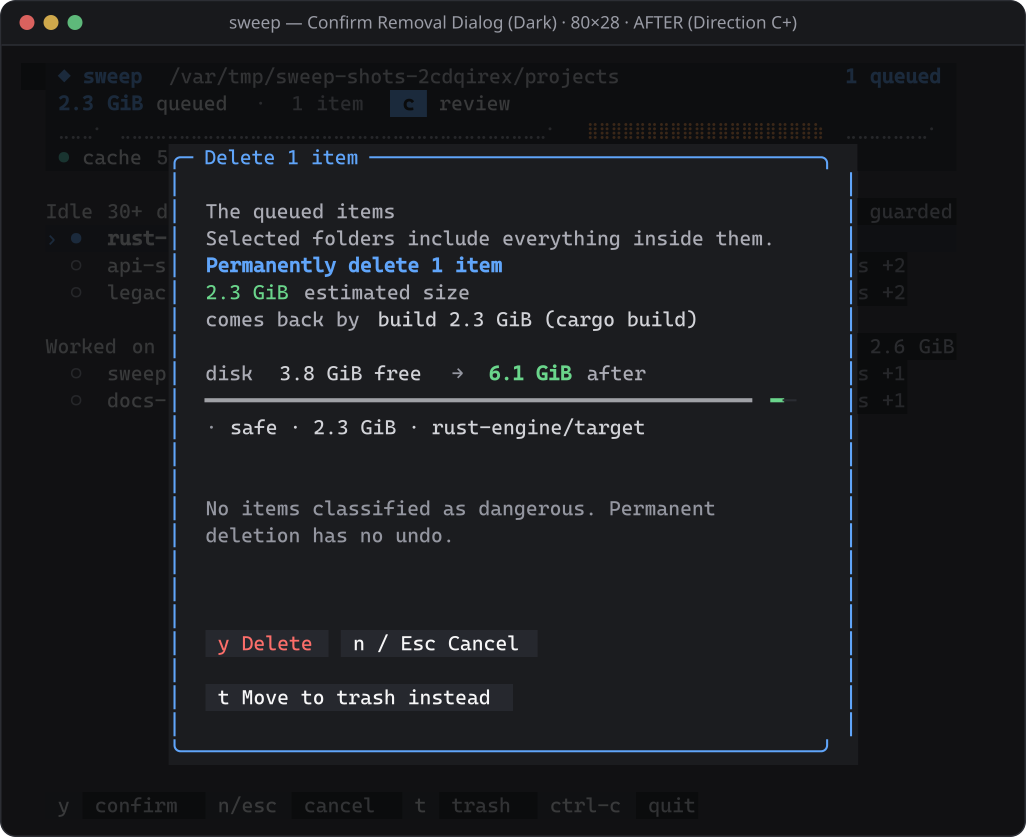 sweep — Confirm Removal Dialog (Dark) · 80×28 · AFTER (Direction C+)
◆ sweep /var/tmp/sweep-shots-2cdqirex/projects 1 queued
2.3 GiB queued · 1 item c review
● cache 5
Delete 1 item
Idle 30+ d
guarded
The queued items
› ● rust-
Selected folders include everything inside them.
○ api-s
s +2
Permanently delete 1 item
○ legac
s +2
2.3 GiB estimated size
comes back by build 2.3 GiB (cargo build)
Worked on
2.6 GiB
○ sweep
s +1
disk 3.8 GiB free → 6.1 GiB after
○ docs-
s +1
· safe · 2.3 GiB · rust-engine/target
No items classified as dangerous. Permanent
deletion has no undo.
y Delete n / Esc Cancel
t Move to trash instead
y confirm n/esc cancel t trash ctrl-c quit